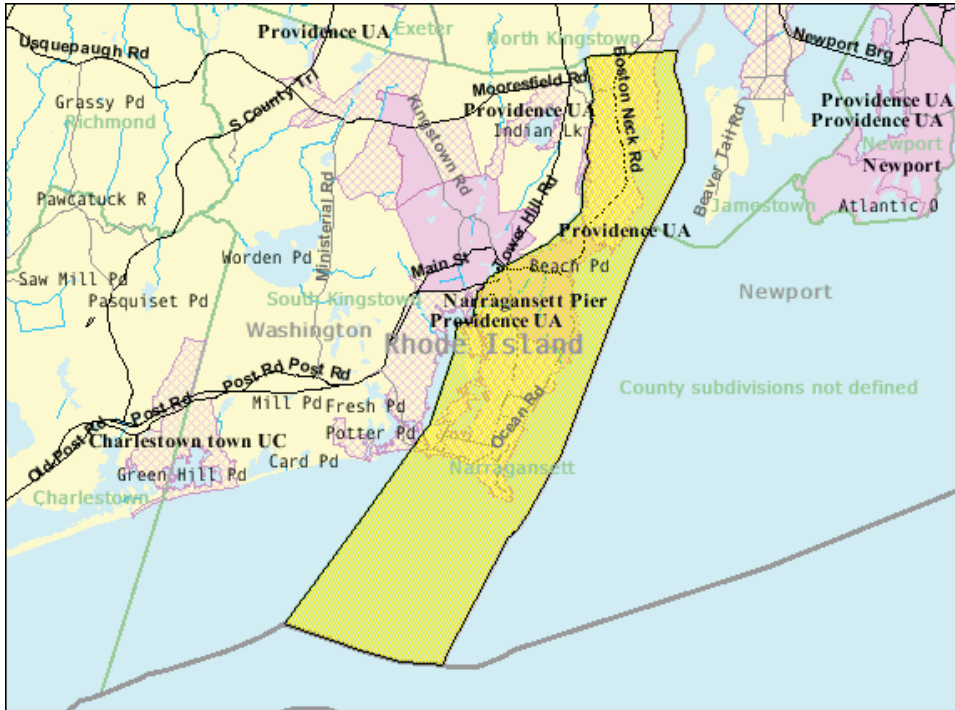 Providence UA
Exeter
North Kingstown
Boston Neck Rd
Newport Brg
Usquepaugh Rd
S County Trl
Mooresfield Rd
Grassy Pd
Richmond
Kingstown Rd
Providence UA
Indian Lk
Providence UA
Providence UA
Newport
Newport
Beaver Tail Rd
Pawcatuck R
Ministerial Rd
Tower Hill Rd
Jamestown
Atlantic O
Providence UA
Worden Pd
Main St
Beach Pd
Saw Mill Pd
Pasquiset Pd
South Kingstown
Narragansett Pier
Newport
Providence UA
Washington
Rhode Island
Post Rd
Post Rd
Post Rd
Mill Pd
Fresh Pd
Ocean Rd
County subdivisions not defined
Old Post Rd
Charlestown town UC
Potter Pd
Green Hill Pd
Card Pd
Narragansett
Charlestown